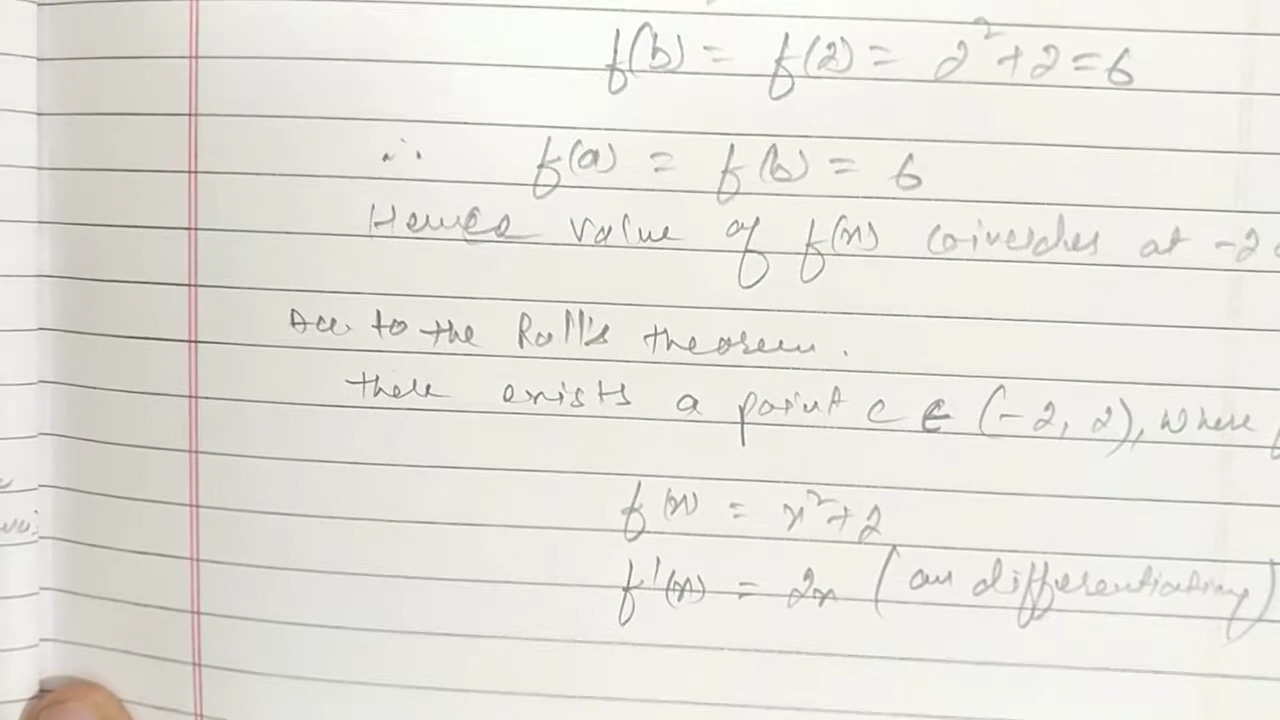 f(b) = f(2) = 2² + 2 = 6
∴ f(a) = f(b) = 6
Hence value of f(x) coincides at -2
Acc to the Roll's theorem.
there exists a point c ∈ (-2, 2), where
f(x) = x² + 2
f'(x) = 2x (on differentiating)